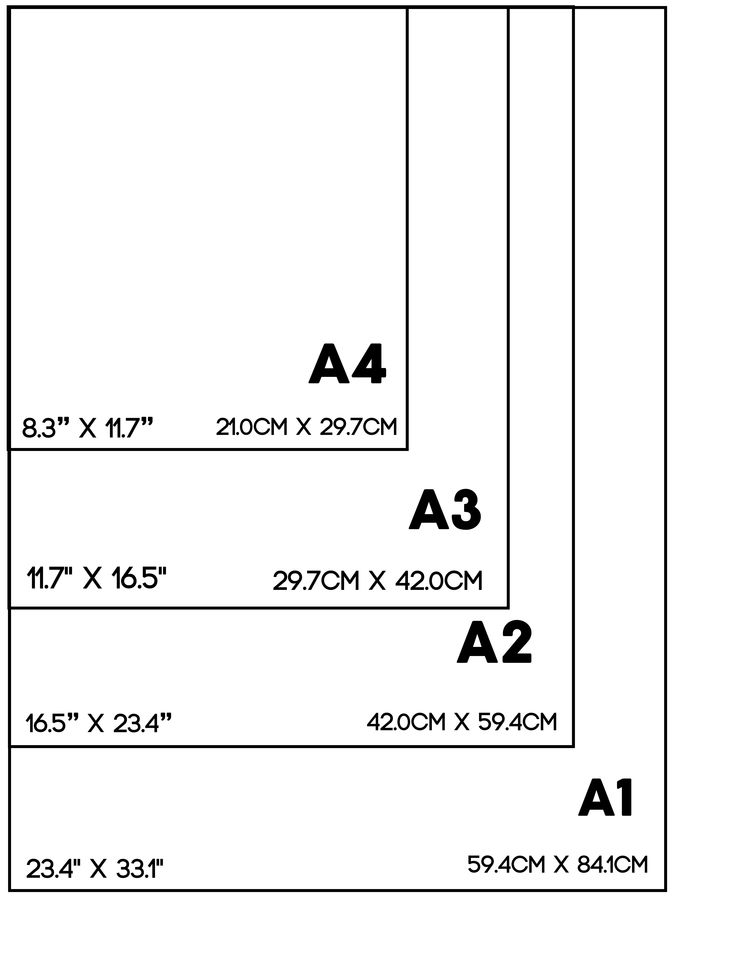 A4
8.3” X 11.7” 21.0CM X 29.7CM
A3
11.7" X 16.5" 29.7CM X 42.0CM
A2
16.5” X 23.4” 42.0CM X 59.4CM
A1
23.4" X 33.1" 59.4CM X 84.1CM